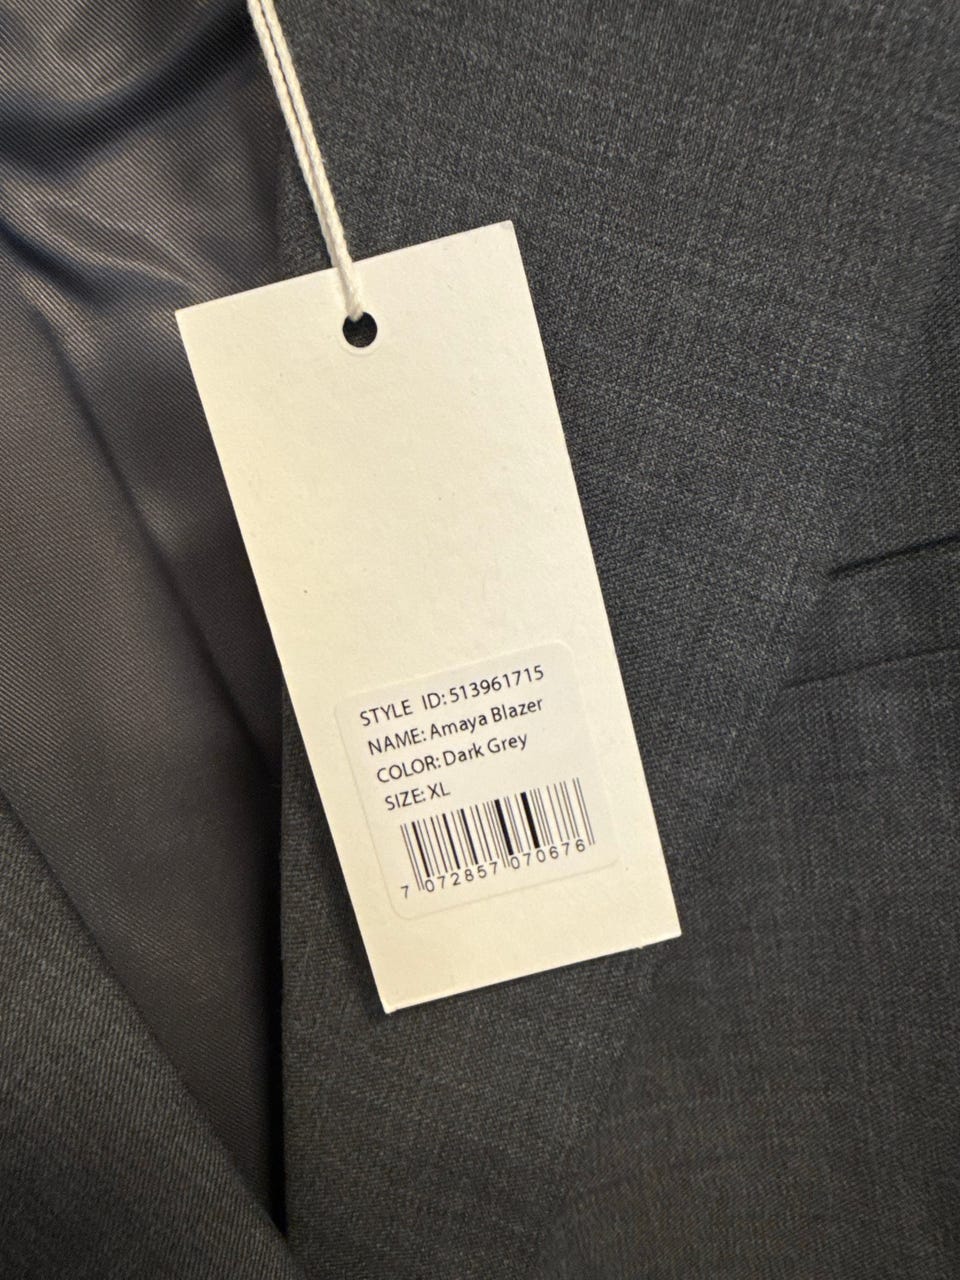 STYLE ID:513961715
NAME: Amaya Blazer
COLOR: Dark Grey
SIZE: XL
7 072857 070676